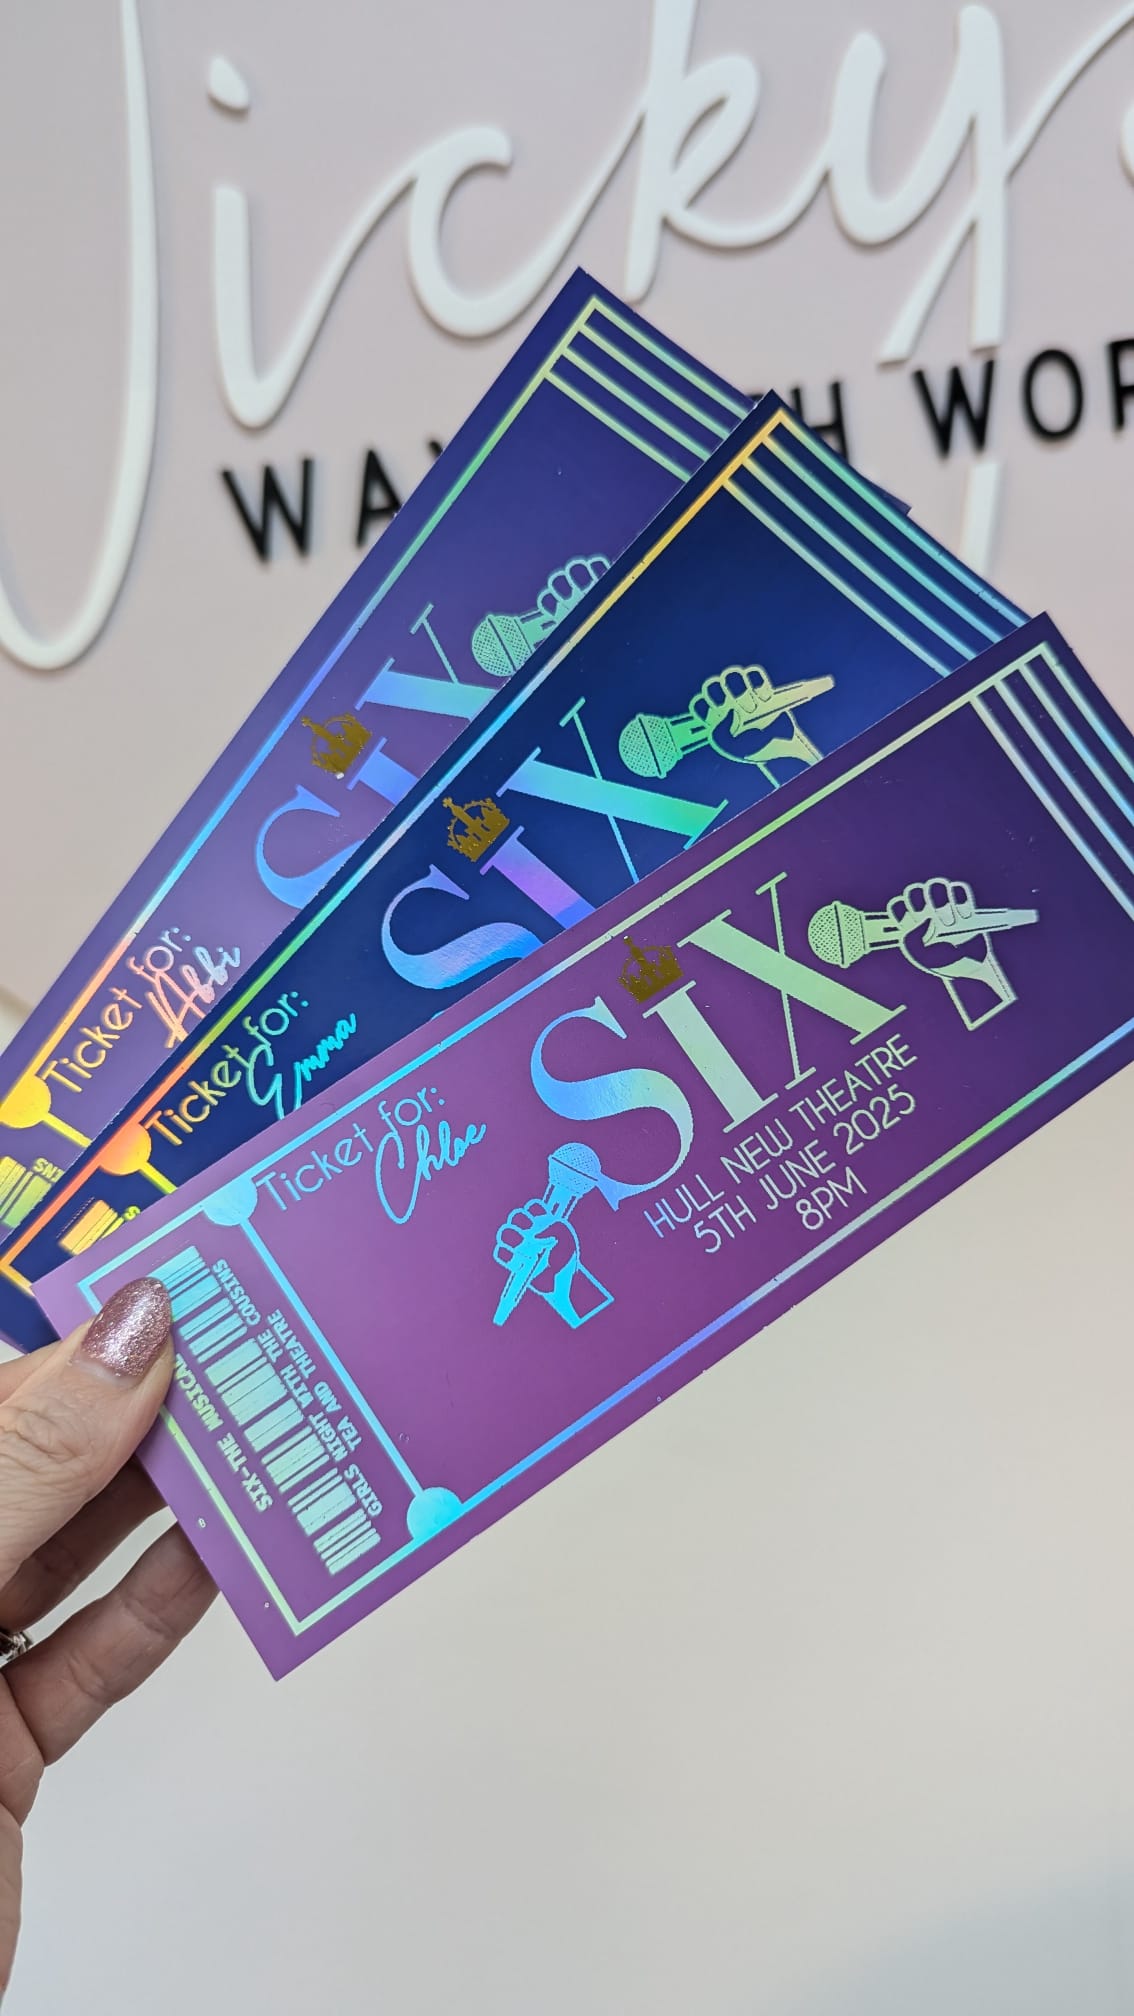 Vicky's
WA TH WOR
Ticket for:
Abbi
SIX
Ticket for:
Emma
SIX
Ticket for:
Chloe
SIX
HULL NEW THEATRE
5TH JUNE 2025
8PM
SIX-THE MUSICAL
GIRLS NIGHT WITH THE COUSINS
TEA AND THEATRE